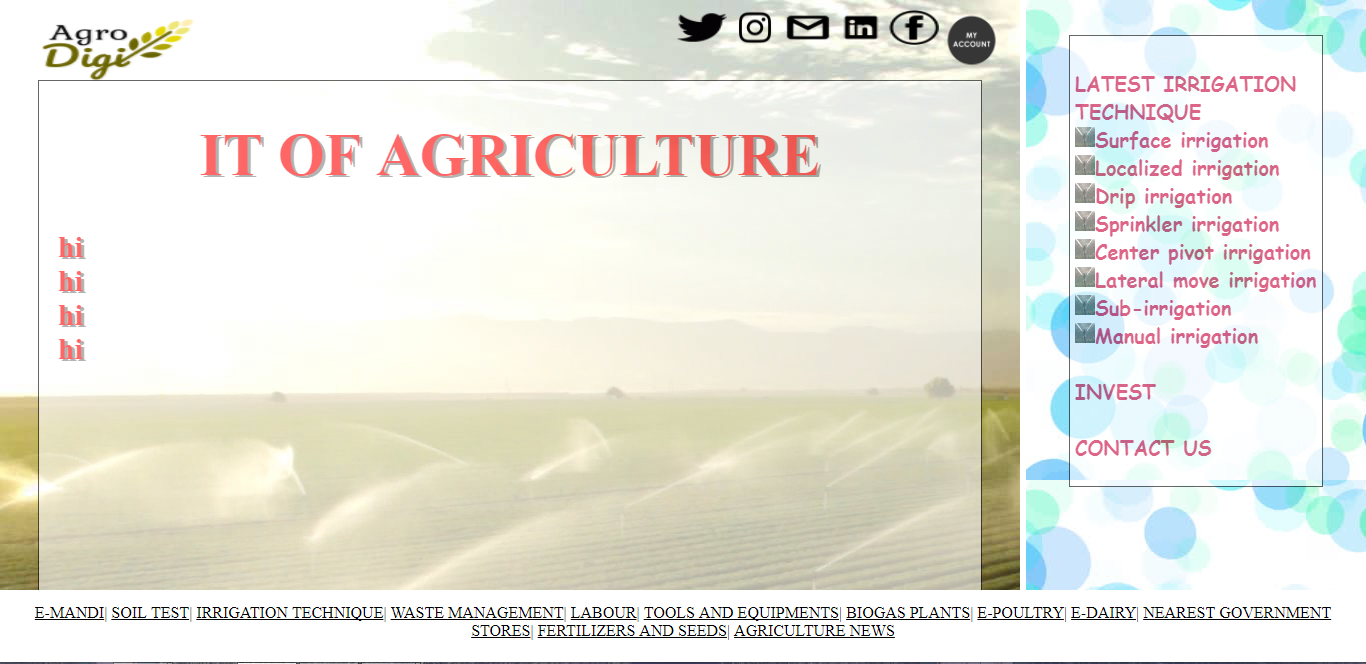 Agro
Digi
MY
ACCOUNT
IT OF AGRICULTURE
hi
hi
hi
hi
LATEST IRRIGATION
TECHNIQUE
Surface irrigation
Localized irrigation
Drip irrigation
Sprinkler irrigation
Center pivot irrigation
Lateral move irrigation
Sub-irrigation
Manual irrigation
INVEST
CONTACT US
E-MANDI| SOIL TEST| IRRIGATION TECHNIQUE| WASTE MANAGEMENT| LABOUR| TOOLS AND EQUIPMENTS| BIOGAS PLANTS| E-POULTRY| E-DAIRY| NEAREST GOVERNMENT
STORES| FERTILIZERS AND SEEDS| AGRICULTURE NEWS